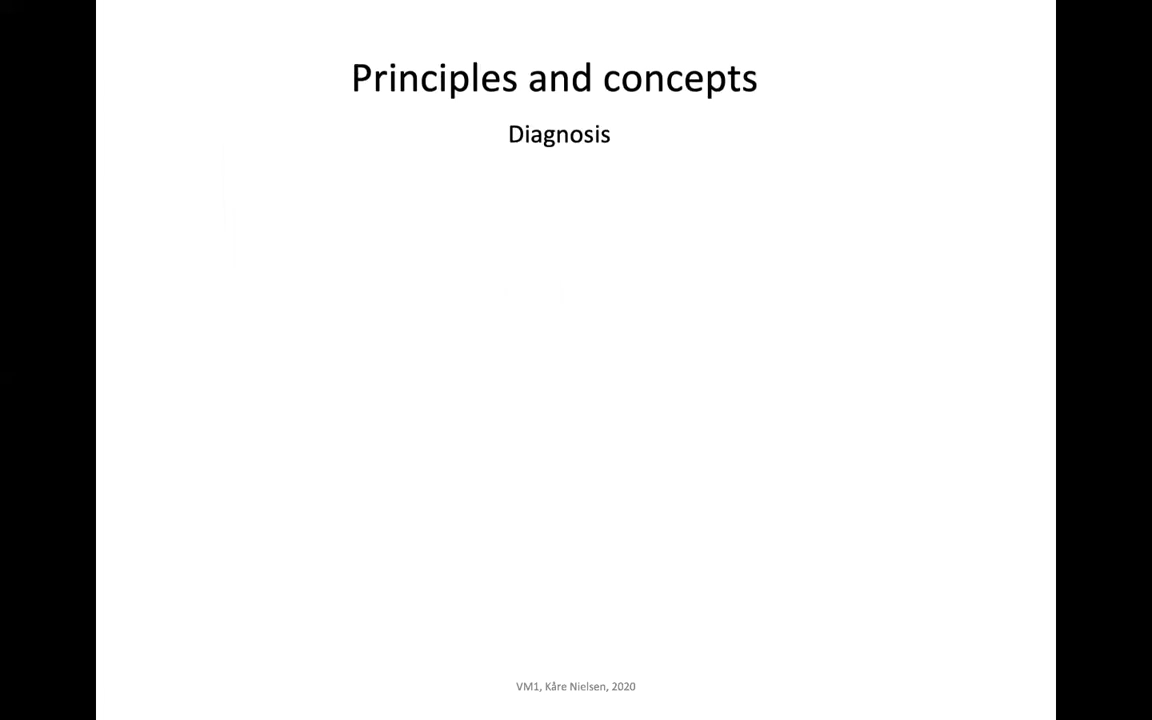 Principles and concepts
Diagnosis
VM1, Kåre Nielsen, 2020